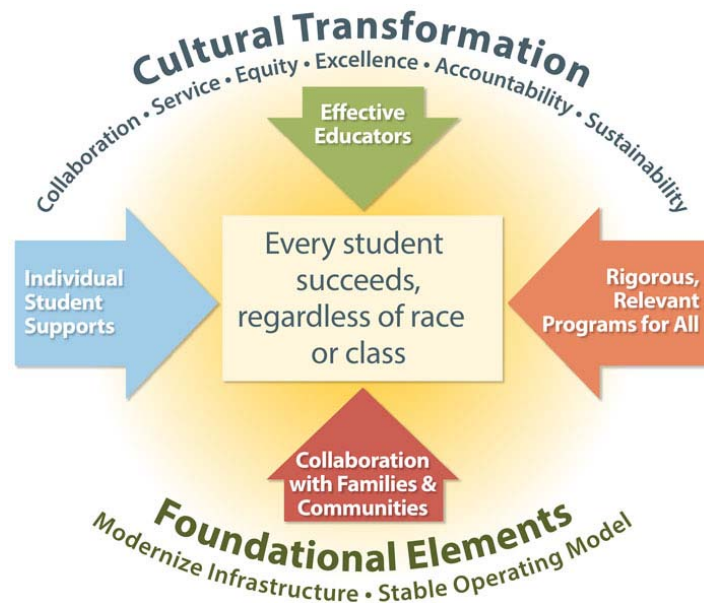 Cultural Transformation
Collaboration • Service • Equity • Excellence • Accountability • Sustainability
Effective
Educators
Individual
Student
Supports
Every student
succeeds,
regardless of race
or class
Rigorous,
Relevant
Programs for All
Collaboration
with Families &
Communities
Foundational Elements
Modernize Infrastructure • Stable Operating Model